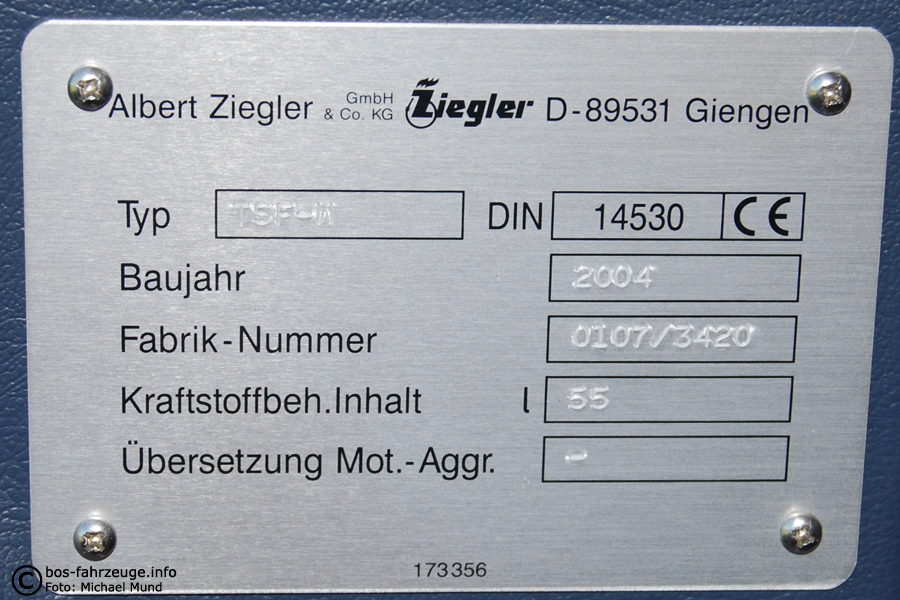 Albert Ziegler GmbH & Co. KG Ziegler D-89531 Giengen
Typ TSF-W DIN 14530 CE
Baujahr 2004
Fabrik-Nummer 0107/3420
Kraftstoffbeh.Inhalt l 55
Übersetzung Mot.-Aggr. -
173356
© bos-fahrzeuge.info
Foto: Michael Mund